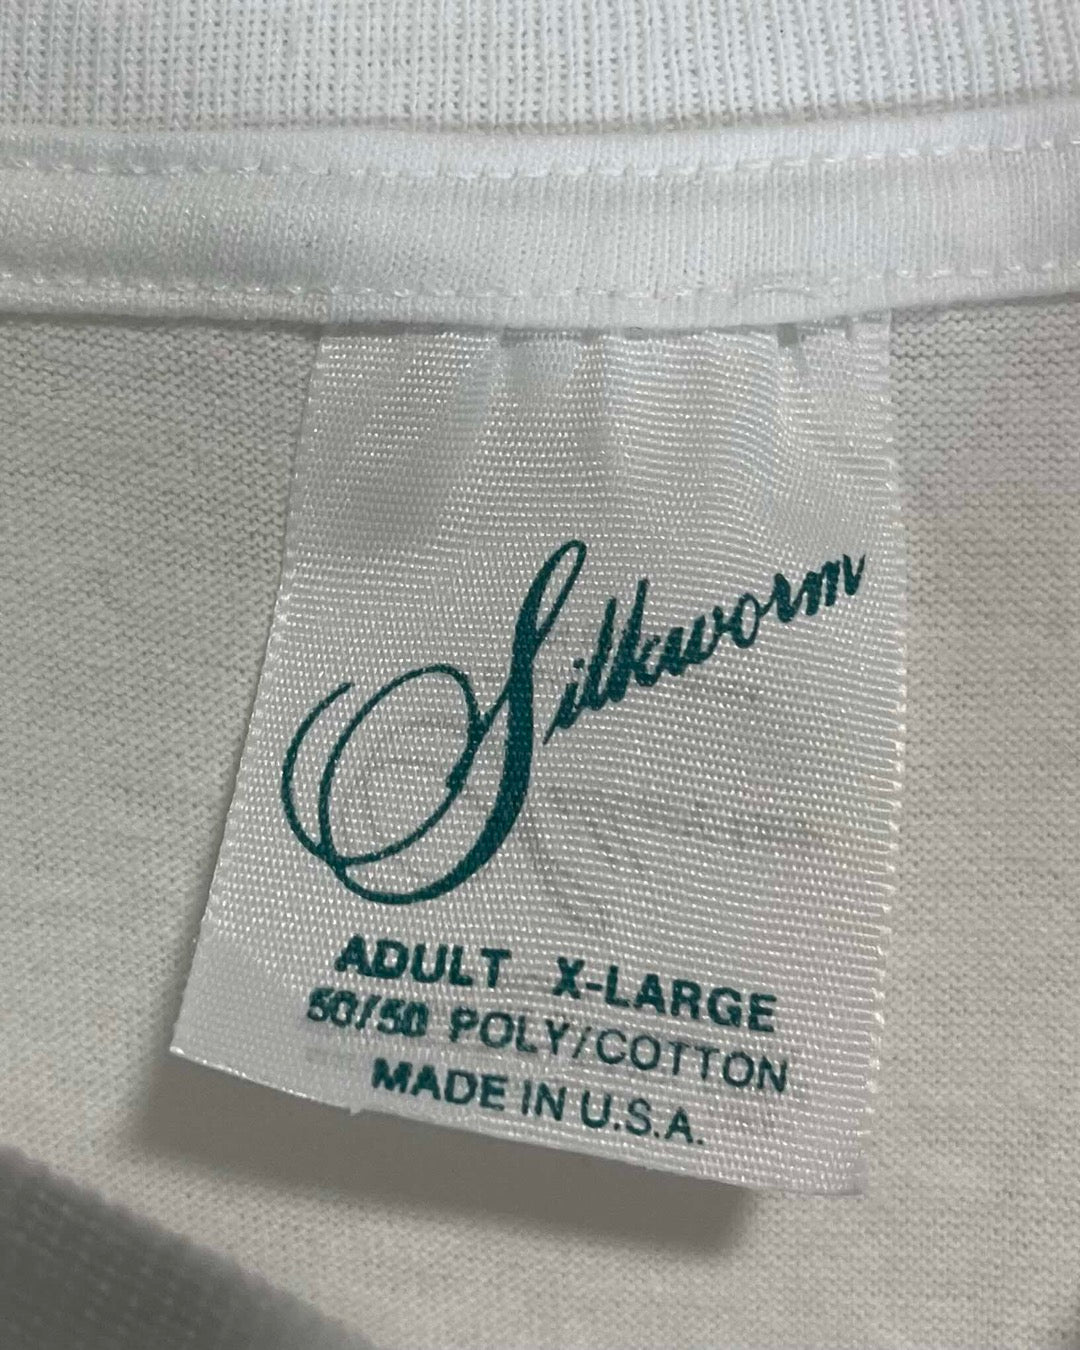 Silkworm
ADULT X-LARGE
50/50 POLY/COTTON
MADE IN U.S.A.